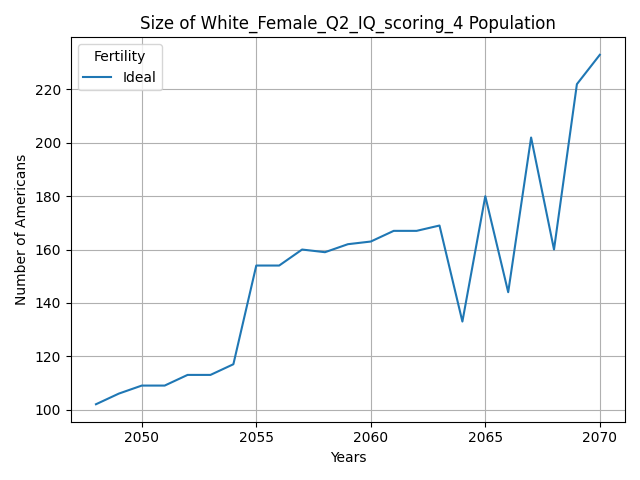 Size of White_Female_Q2_IQ_scoring_4 Population
Fertility
Ideal
Number of Americans
220
200
180
160
140
120
100
2050 2055 2060 2065 2070
Years